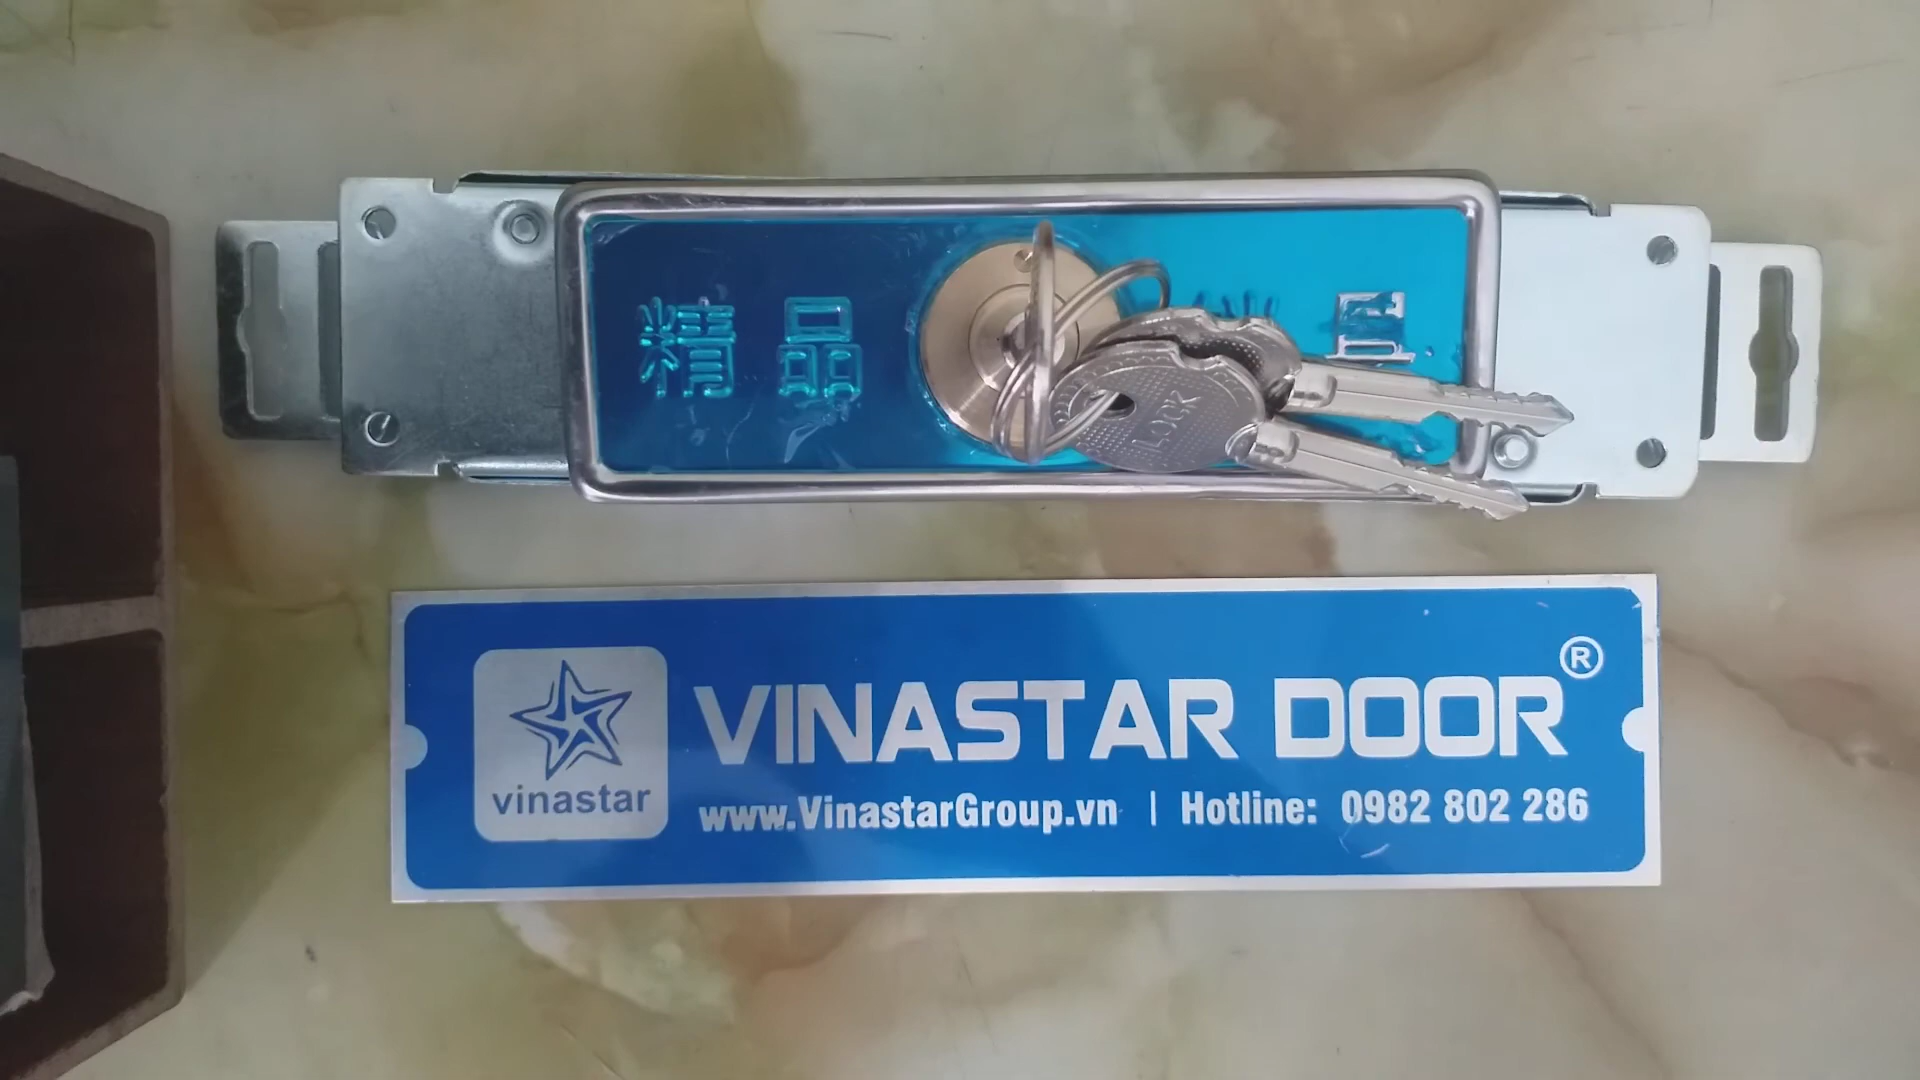 精品
LOCK
VINASTAR DOOR®
vinastar
www.VinastarGroup.vn | Hotline: 0982 802 286